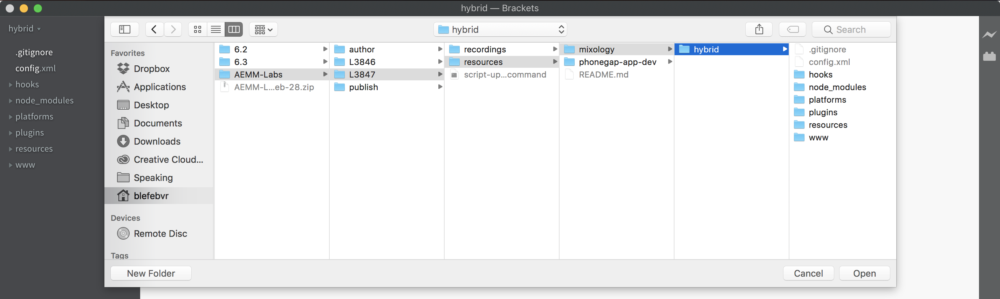 hybrid — Brackets
hybrid
.gitignore
config.xml
hooks
node_modules
platforms
plugins
resources
www
hybrid
Search
Favorites
Dropbox
Applications
Desktop
Documents
Downloads
Creative Cloud...
Speaking
blefebvr
Devices
Remote Disc
Tags
6.2
6.3
AEMM-Labs
AEMM-L...eb-28.zip
author
L3846
L3847
publish
recordings
resources
script-up...command
mixology
phonegap-app-dev
README.md
hybrid
.gitignore
config.xml
hooks
node_modules
platforms
plugins
resources
www
New Folder
Cancel
Open